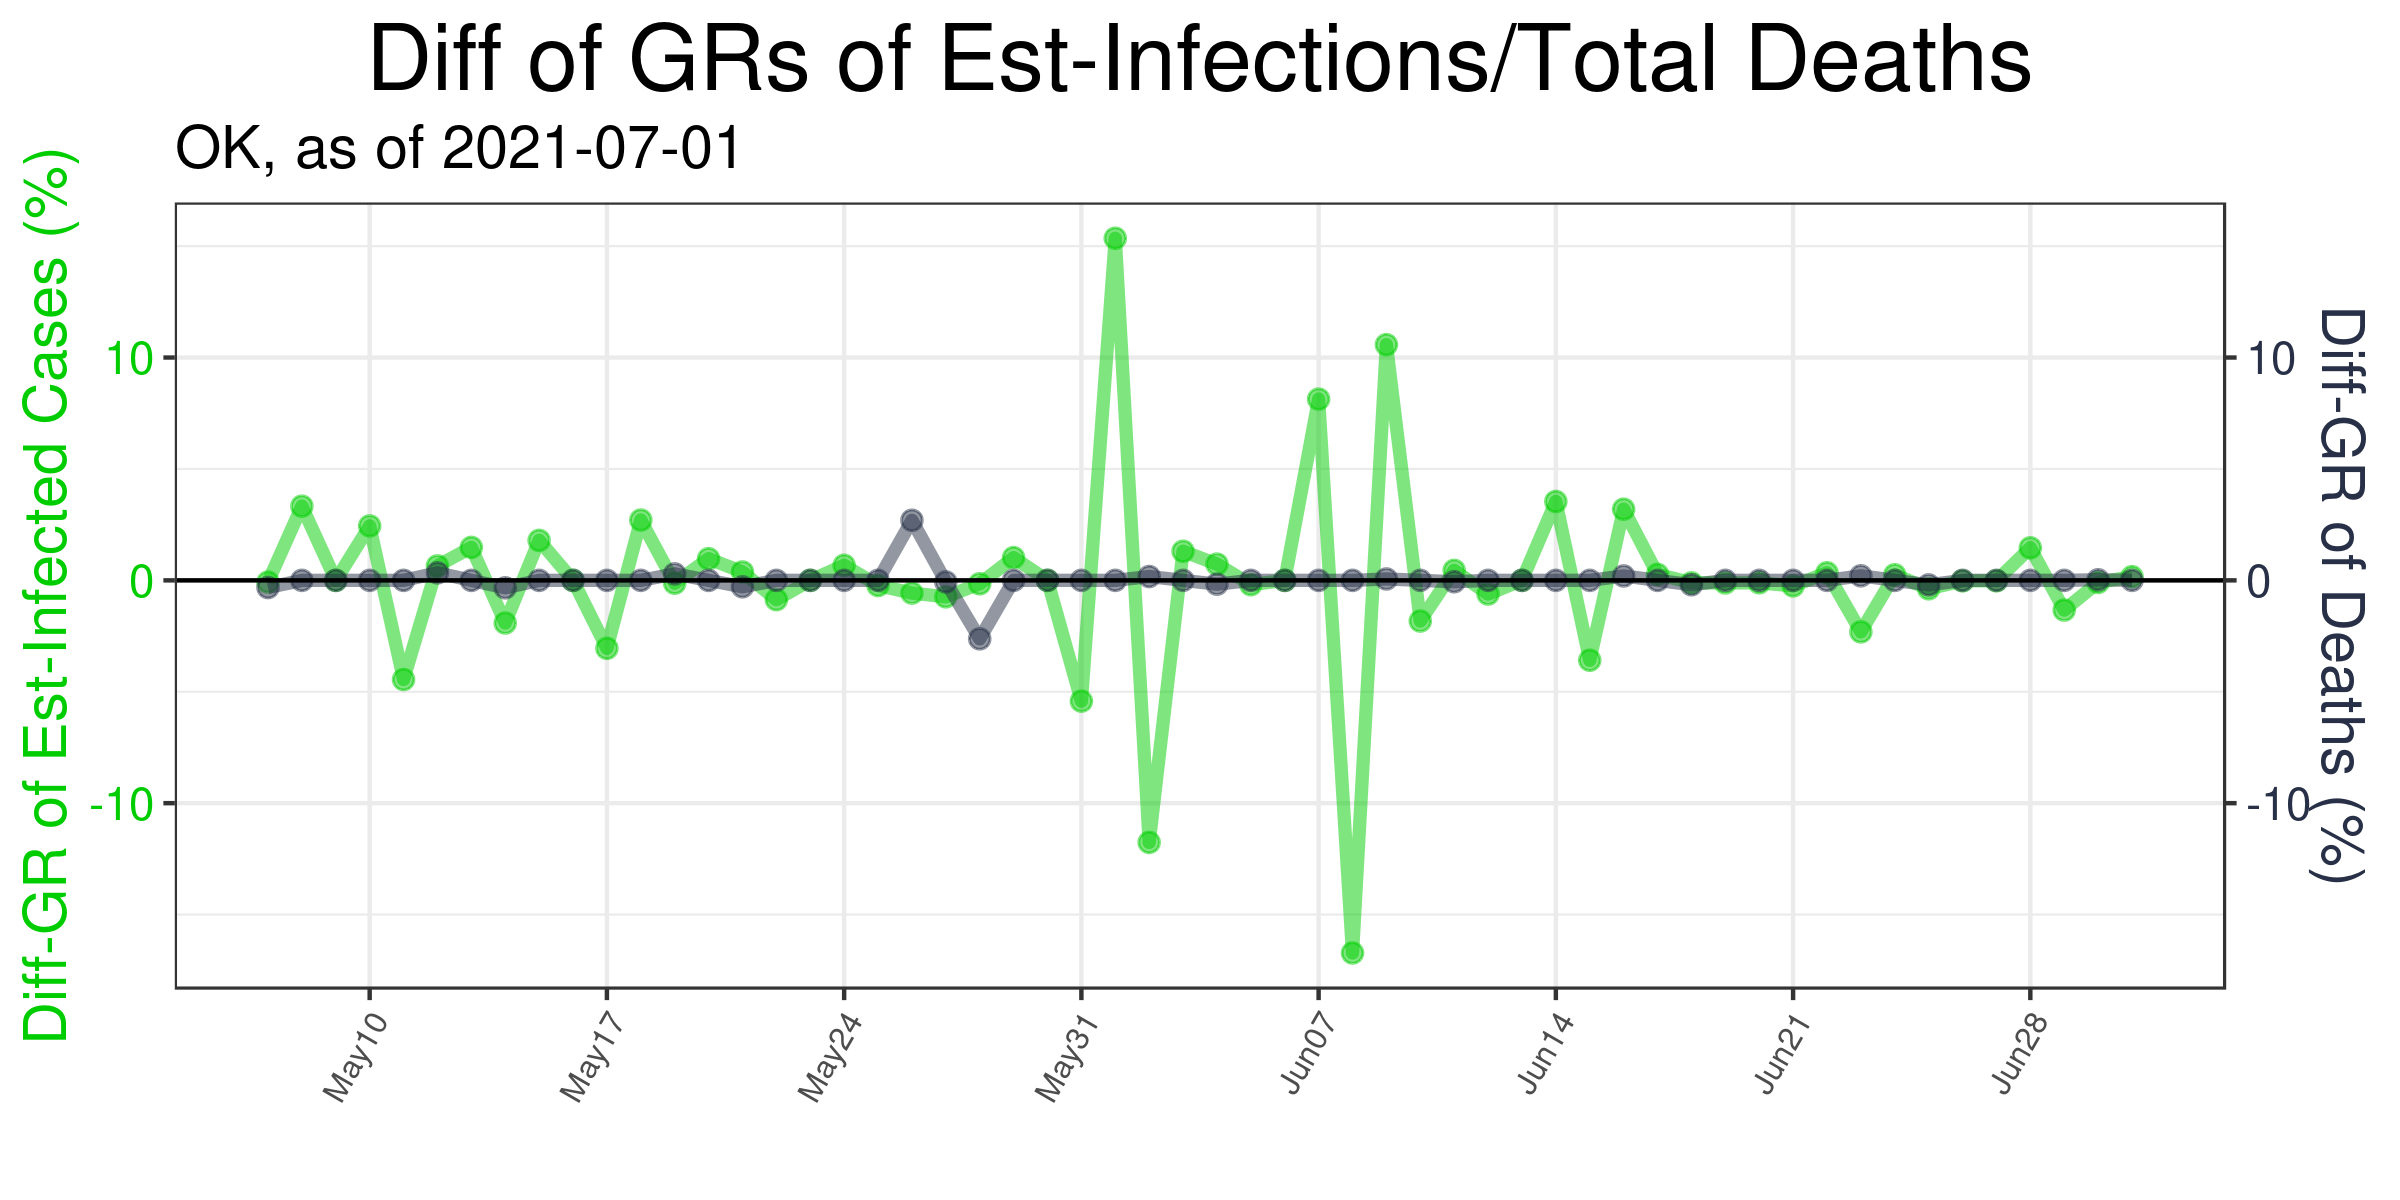 Diff of GRs of Est-Infections/Total Deaths
OK, as of 2021-07-01
Diff-GR of Est-Infected Cases (%)
10
0
-10
10
0
-10
Diff-GR of Deaths (%)
May10
May17
May24
May31
Jun07
Jun14
Jun21
Jun28